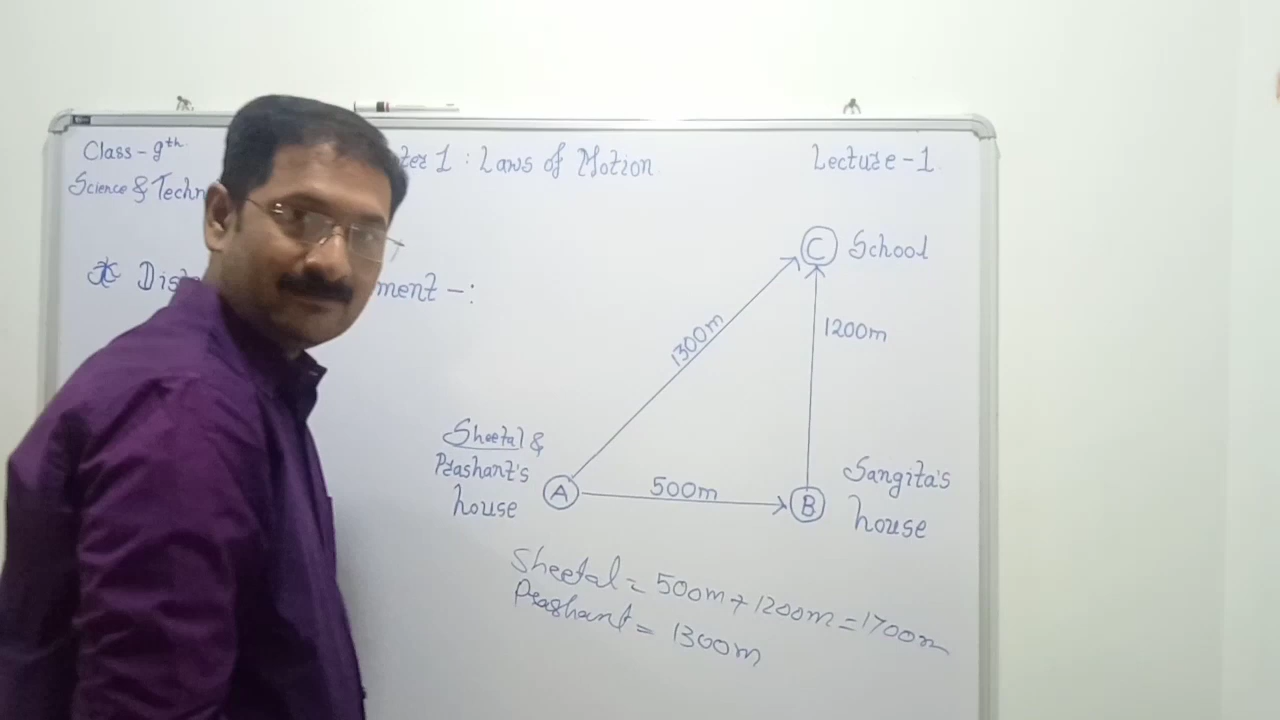 Class - 9th
Science & Techn
ter 1 : Laws of Motion
Lecture - 1
* Dist
ment -:
C School
1300m
1200m
Sheetal &
Prashant's
house
A
500m
B
Sangita's
house
Sheetal = 500m + 1200m = 1700m
Prashant = 1300m